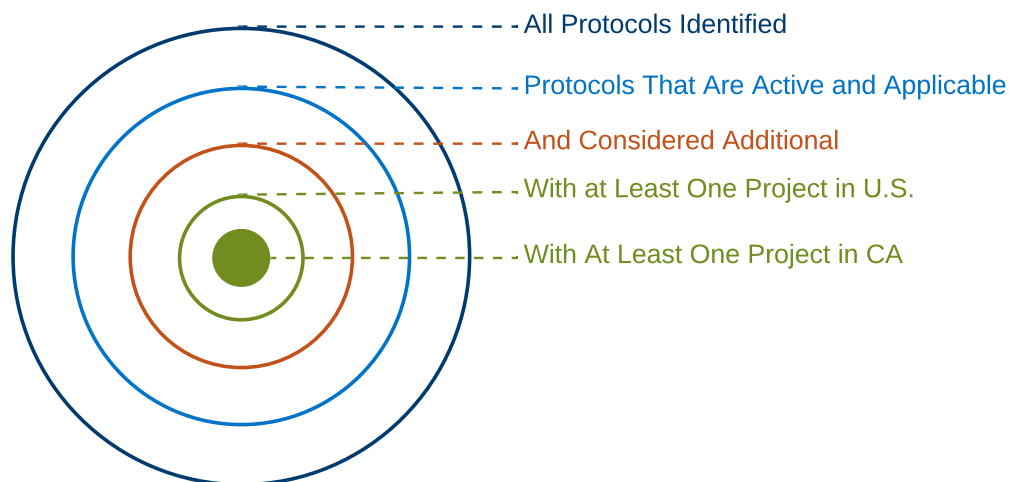 All Protocols Identified
Protocols That Are Active and Applicable
And Considered Additional
With at Least One Project in U.S.
With At Least One Project in CA